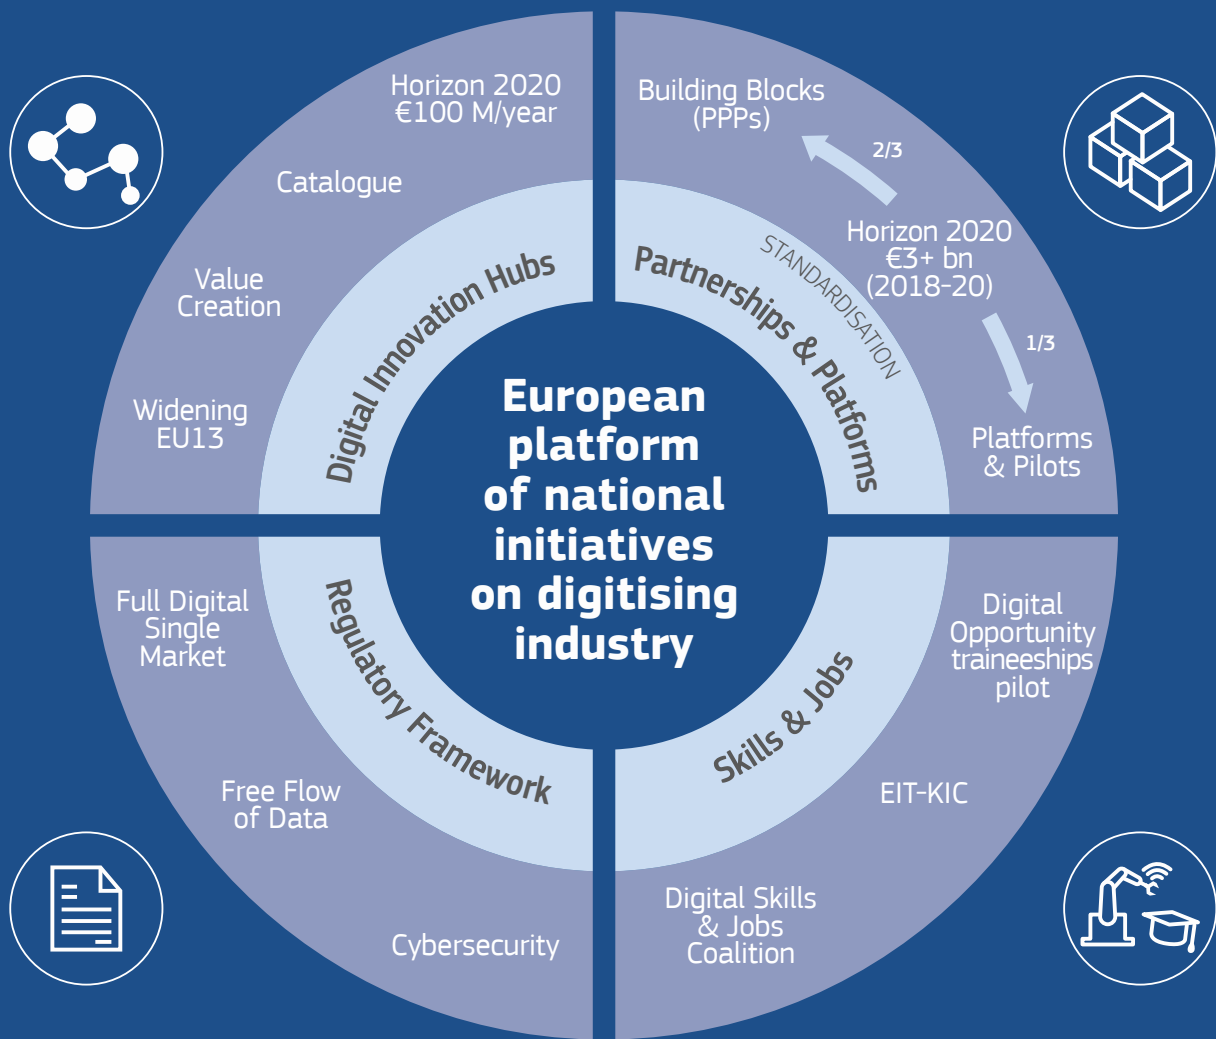 Horizon 2020
€100 M/year
Catalogue
Value
Creation
Widening
EU13
Digital Innovation Hubs
Building Blocks
(PPPs)
2/3
Horizon 2020
€3+ bn
(2018-20)
1/3
Platforms
& Pilots
STANDARDISATION
Partnerships & Platforms
European
platform
of national
initiatives
on digitising
industry
Full Digital
Single
Market
Free Flow
of Data
Cybersecurity
Regulatory Framework
Skills & Jobs
Digital
Opportunity
traineeships
pilot
EIT-KIC
Digital Skills
& Jobs
Coalition